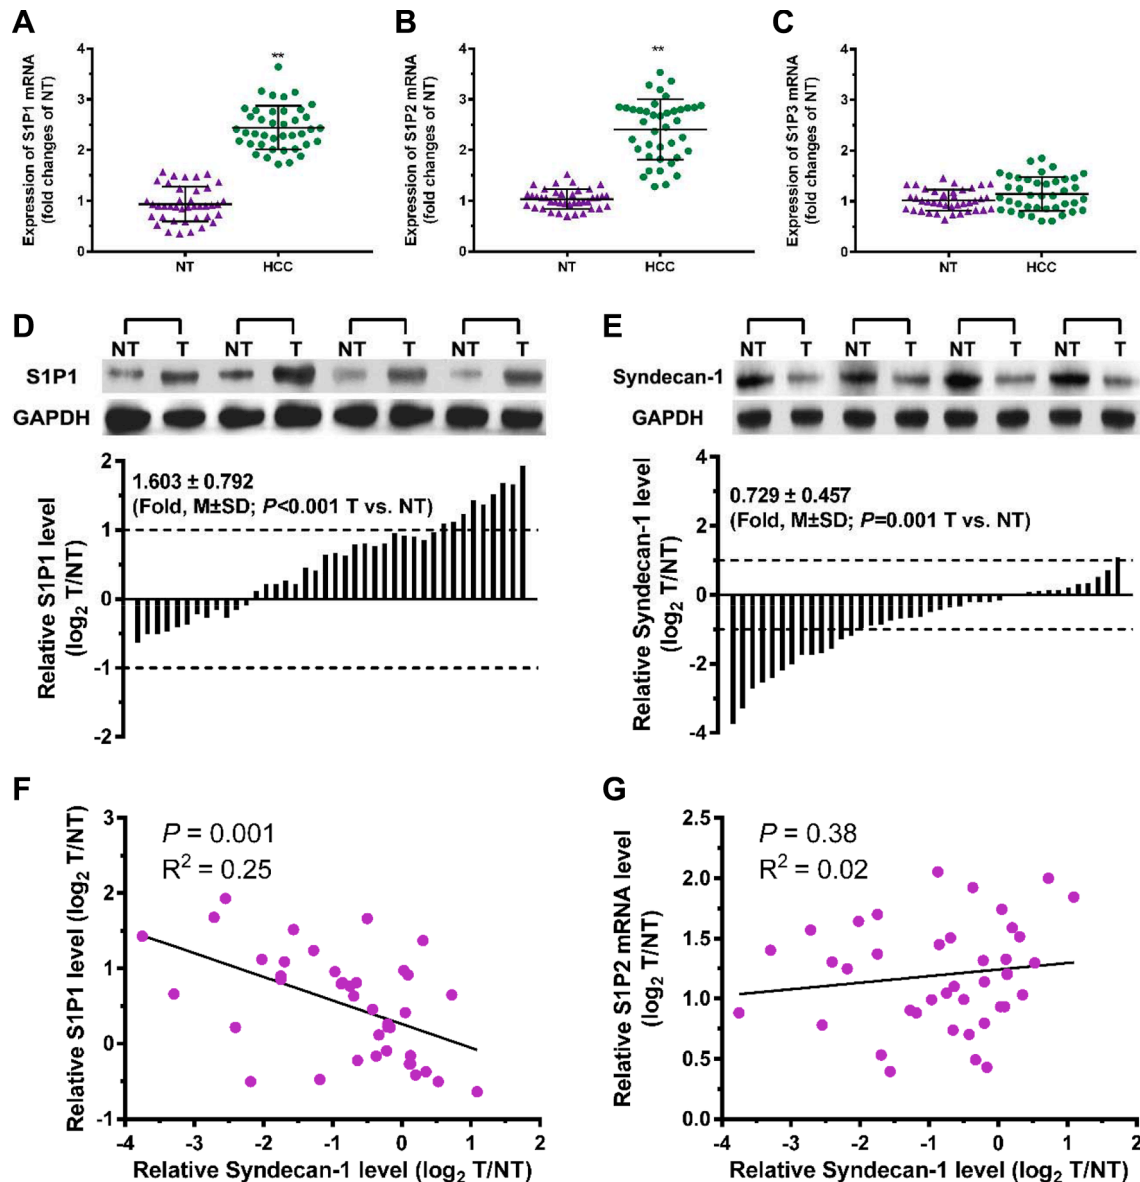 A
Expression of S1P1 mRNA
(fold changes of NT)
4
3
2
1
0
**
NT
HCC
B
Expression of S1P2 mRNA
(fold changes of NT)
4
3
2
1
0
**
NT
HCC
C
Expression of S1P3 mRNA
(fold changes of NT)
4
3
2
1
0
NT
HCC
D
NT T NT T NT T NT T
S1P1
GAPDH
Relative S1P1 level
(log2 T/NT)
2
1
0
-1
-2
1.603 ± 0.792
(Fold, M±SD; P<0.001 T vs. NT)
E
NT T NT T NT T NT T
Syndecan-1
GAPDH
Relative Syndecan-1 level
(log2 T/NT)
4
2
0
-2
-4
0.729 ± 0.457
(Fold, M±SD; P=0.001 T vs. NT)
F
Relative S1P1 level (log2 T/NT)
3
2
1
0
-1
P = 0.001
R² = 0.25
-4 -3 -2 -1 0 1 2
Relative Syndecan-1 level (log2 T/NT)
G
Relative S1P2 mRNA level
(log2 T/NT)
2.5
2.0
1.5
1.0
0.5
0.0
P = 0.38
R² = 0.02
-4 -3 -2 -1 0 1 2
Relative Syndecan-1 level (log2 T/NT)